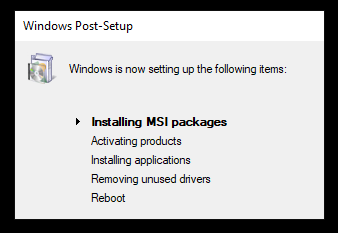 Windows Post-Setup
Windows is now setting up the following items:
Installing MSI packages
Activating products
Installing applications
Removing unused drivers
Reboot